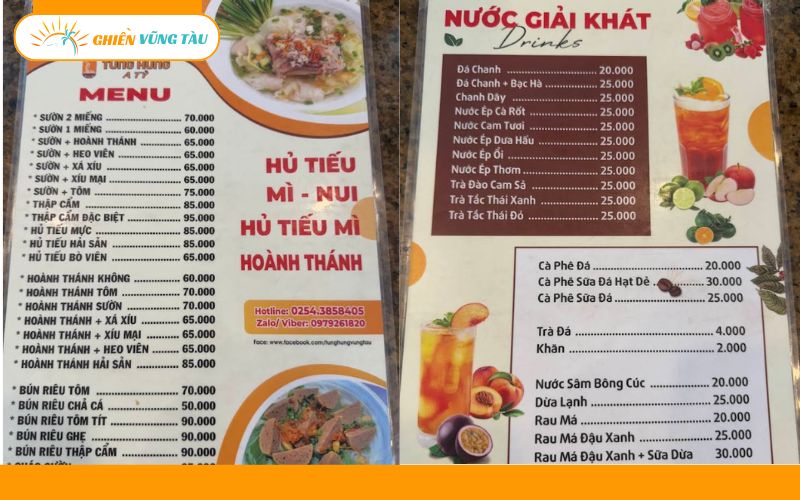 GHIỀN VŨNG TÀU
TÙNG HƯNG
A TỶ
MENU
* SƯỜN 2 MIẾNG 70.000
* SƯỜN 1 MIẾNG 60.000
* SƯỜN + HOÀNH THÁNH 65.000
* SƯỜN + HEO VIÊN 65.000
* SƯỜN + XÁ XÍU 65.000
* SƯỜN + XÍU MẠI 65.000
* SƯỜN + TÔM 75.000
* THẬP CẨM 85.000
* THẬP CẨM ĐẶC BIỆT 95.000
* HỦ TIẾU MỰC 85.000
* HỦ TIẾU HẢI SẢN 85.000
* HỦ TIẾU BÒ VIÊN 65.000
* HOÀNH THÁNH KHÔNG 60.000
* HOÀNH THÁNH TÔM 70.000
* HOÀNH THÁNH SƯỜN 70.000
* HOÀNH THÁNH + XÁ XÍU 65.000
* HOÀNH THÁNH + XÍU MẠI 65.000
* HOÀNH THÁNH + HEO VIÊN 65.000
* HOÀNH THÁNH HẢI SẢN 85.000
* BÚN RIÊU TÔM 70.000
* BÚN RIÊU CHẢ CÁ 50.000
* BÚN RIÊU TÔM TÍT 90.000
* BÚN RIÊU GHẸ 90.000
* BÚN RIÊU THẬP CẨM 90.000
HỦ TIẾU
MÌ - NUI
HỦ TIẾU MÌ
HOÀNH THÁNH
Hotline: 0254.3858405
Zalo/ Viber: 0979261820
Face: www.facebook.com/tunghungvungtau
NƯỚC GIẢI KHÁT
Drinks
Đá Chanh 20.000
Đá Chanh + Bạc Hà 25.000
Chanh Dây 25.000
Nước Ép Cà Rốt 25.000
Nước Cam Tươi 25.000
Nước Ép Dưa Hấu 25.000
Nước Ép Ổi 25.000
Nước Ép Thơm 25.000
Trà Đào Cam Sả 25.000
Trà Tắc Thái Xanh 25.000
Trà Tắc Thái Đỏ 25.000
Cà Phê Đá 20.000
Cà Phê Sữa Đá Hạt Dẻ 30.000
Cà Phê Sữa Đá 25.000
Trà Đá 4.000
Khăn 2.000
Nước Sâm Bông Cúc 20.000
Dừa Lạnh 25.000
Rau Má 20.000
Rau Má Đậu Xanh 25.000
Rau Má Đậu Xanh + Sữa Dừa 30.000